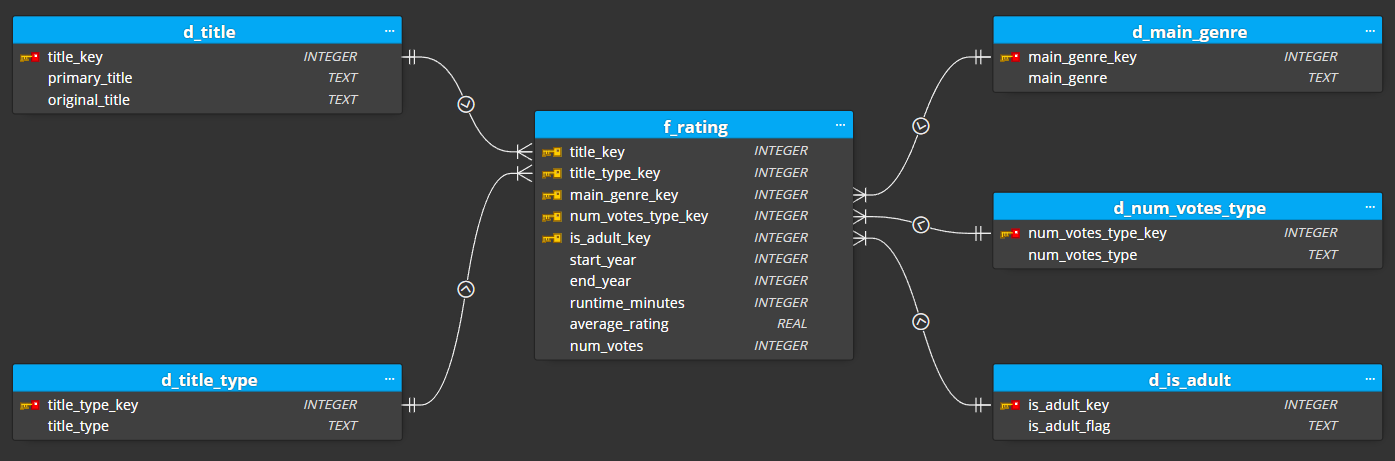 d_title ...
title_key INTEGER
primary_title TEXT
original_title TEXT
d_title_type ...
title_type_key INTEGER
title_type TEXT
f_rating ...
title_key INTEGER
title_type_key INTEGER
main_genre_key INTEGER
num_votes_type_key INTEGER
is_adult_key INTEGER
start_year INTEGER
end_year INTEGER
runtime_minutes INTEGER
average_rating REAL
num_votes INTEGER
d_main_genre ...
main_genre_key INTEGER
main_genre TEXT
d_num_votes_type ...
num_votes_type_key INTEGER
num_votes_type TEXT
d_is_adult ...
is_adult_key INTEGER
is_adult_flag TEXT